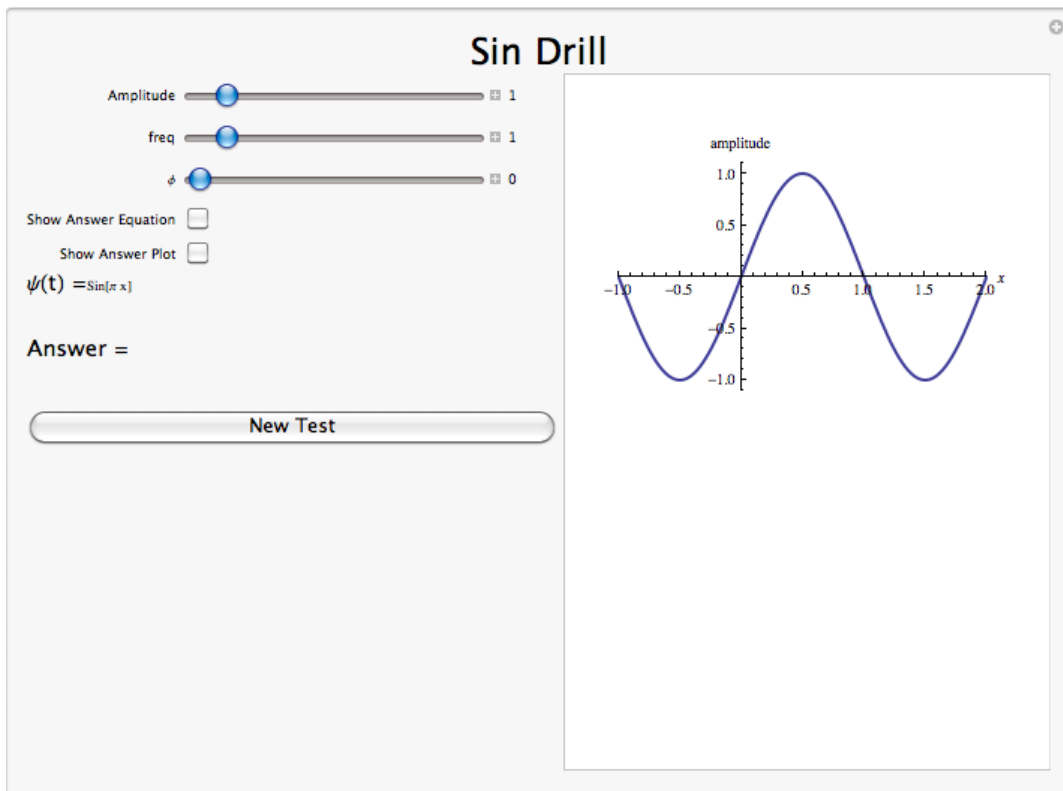 Sin Drill
Amplitude 1
freq 1
ϕ 0
Show Answer Equation
Show Answer Plot
ψ(t) =Sin[π x]
Answer =
New Test
amplitude
1.0
0.5
−1.0 −0.5 0.5 1.0 1.5 2.0 x
−0.5
−1.0